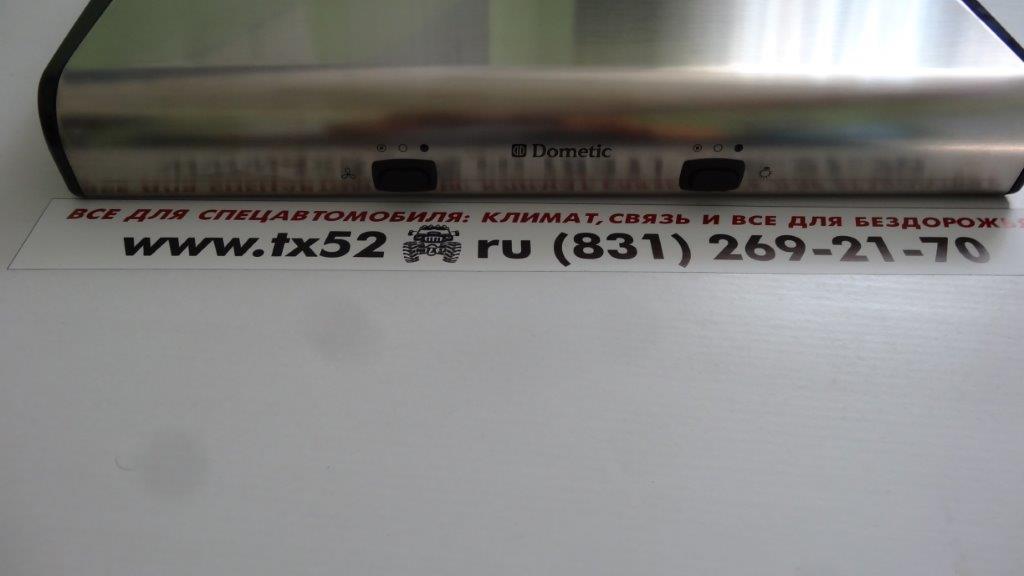 Dometic
ВСЕ ДЛЯ СПЕЦАВТОМОБИЛЯ: КЛИМАТ, СВЯЗЬ И ВСЕ ДЛЯ БЕЗДОРОЖЬЯ
www.tx52 ru (831) 269-21-70